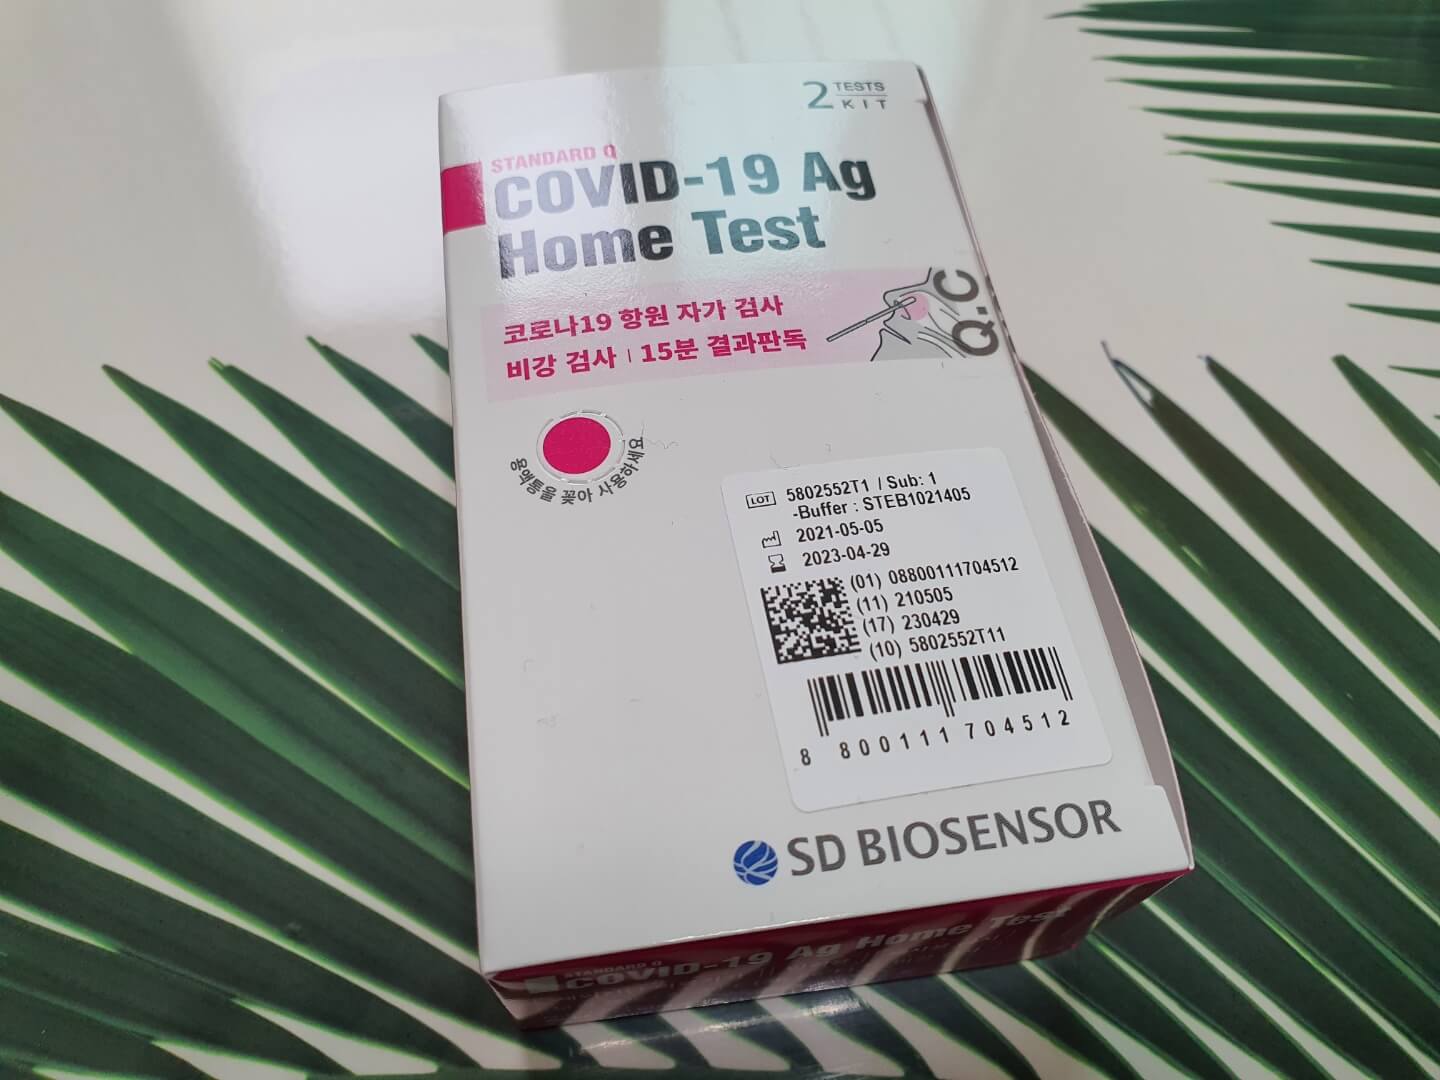 2 TESTS
KIT
STANDARD Q
COVID-19 Ag
Home Test
코로나19 항원 자가 검사
비강 검사 | 15분 결과판독
Q.C
용액통을 꽂아 사용하세요
LOT 5802552T1 / Sub: 1
-Buffer : STEB1021405
2021-05-05
2023-04-29
(01) 08800111704512
(11) 210505
(17) 230429
(10) 5802552T11
8 800111 704512
SD BIOSENSOR
STANDARD Q
COVID-19 Ag Home Test